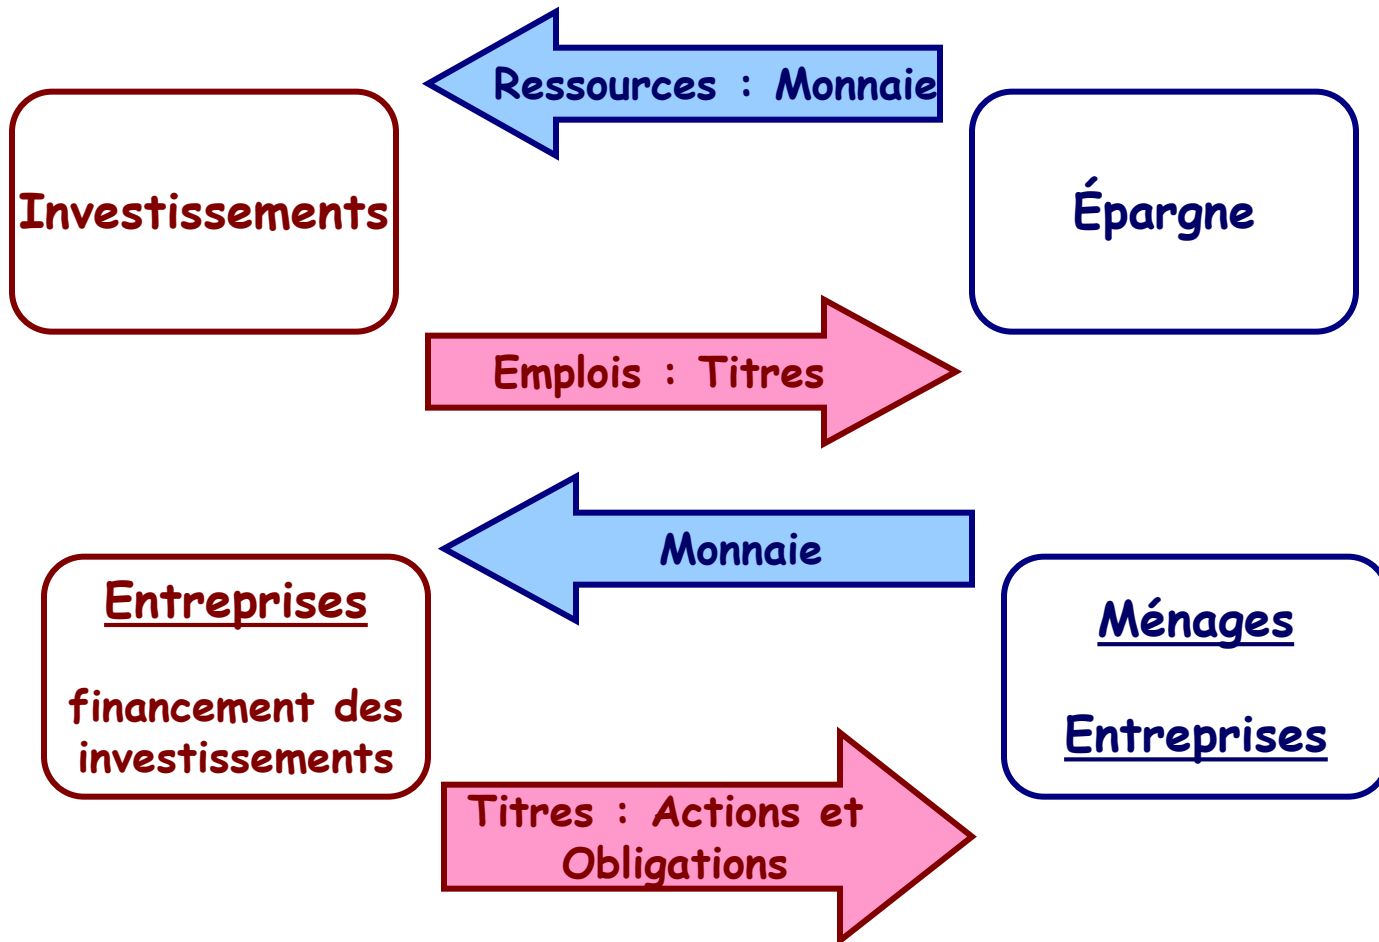 Ressources : Monnaie
Investissements
Épargne
Emplois : Titres
Monnaie
Entreprises
financement des
investissements
Ménages
Entreprises
Titres : Actions et
Obligations